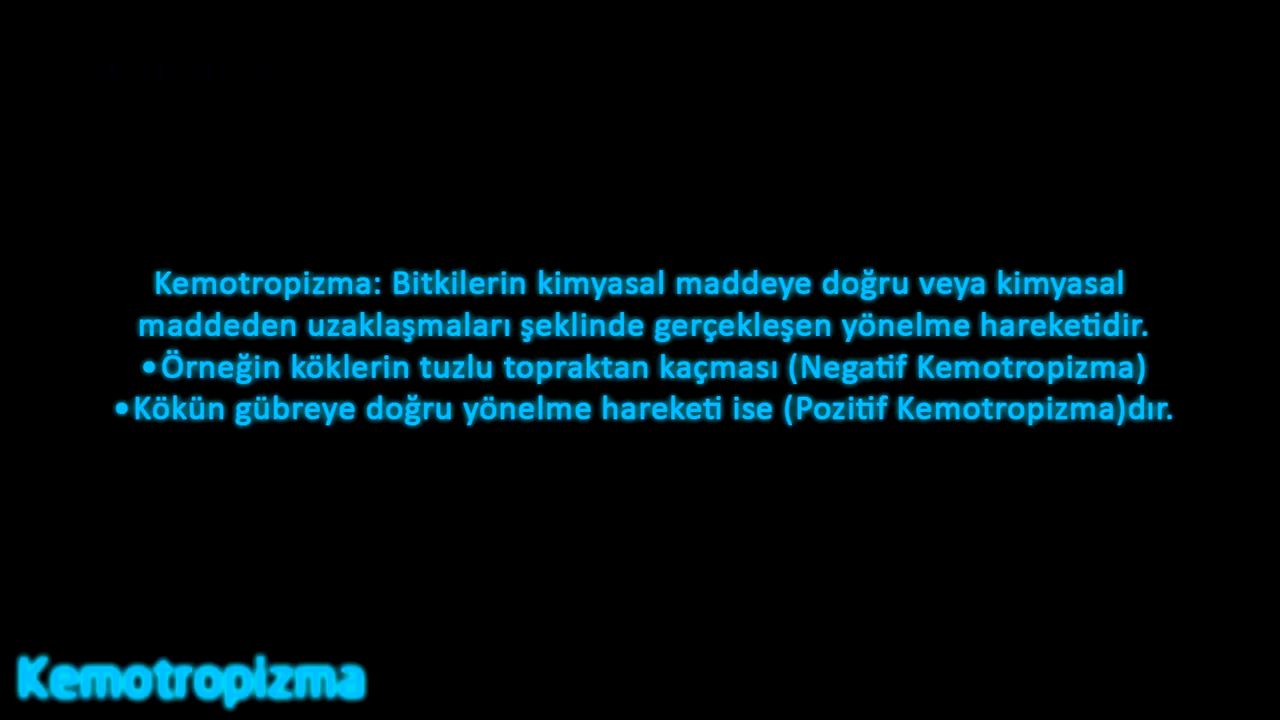 Kemotropizma: Bitkilerin kimyasal maddeye doğru veya kimyasal
maddeden uzaklaşmaları şeklinde gerçekleşen yönelme hareketidir.
•Örneğin köklerin tuzlu topraktan kaçması (Negatif Kemotropizma)
•Kökün gübreye doğru yönelme hareketi ise (Pozitif Kemotropizma)dır.
Kemotropizma